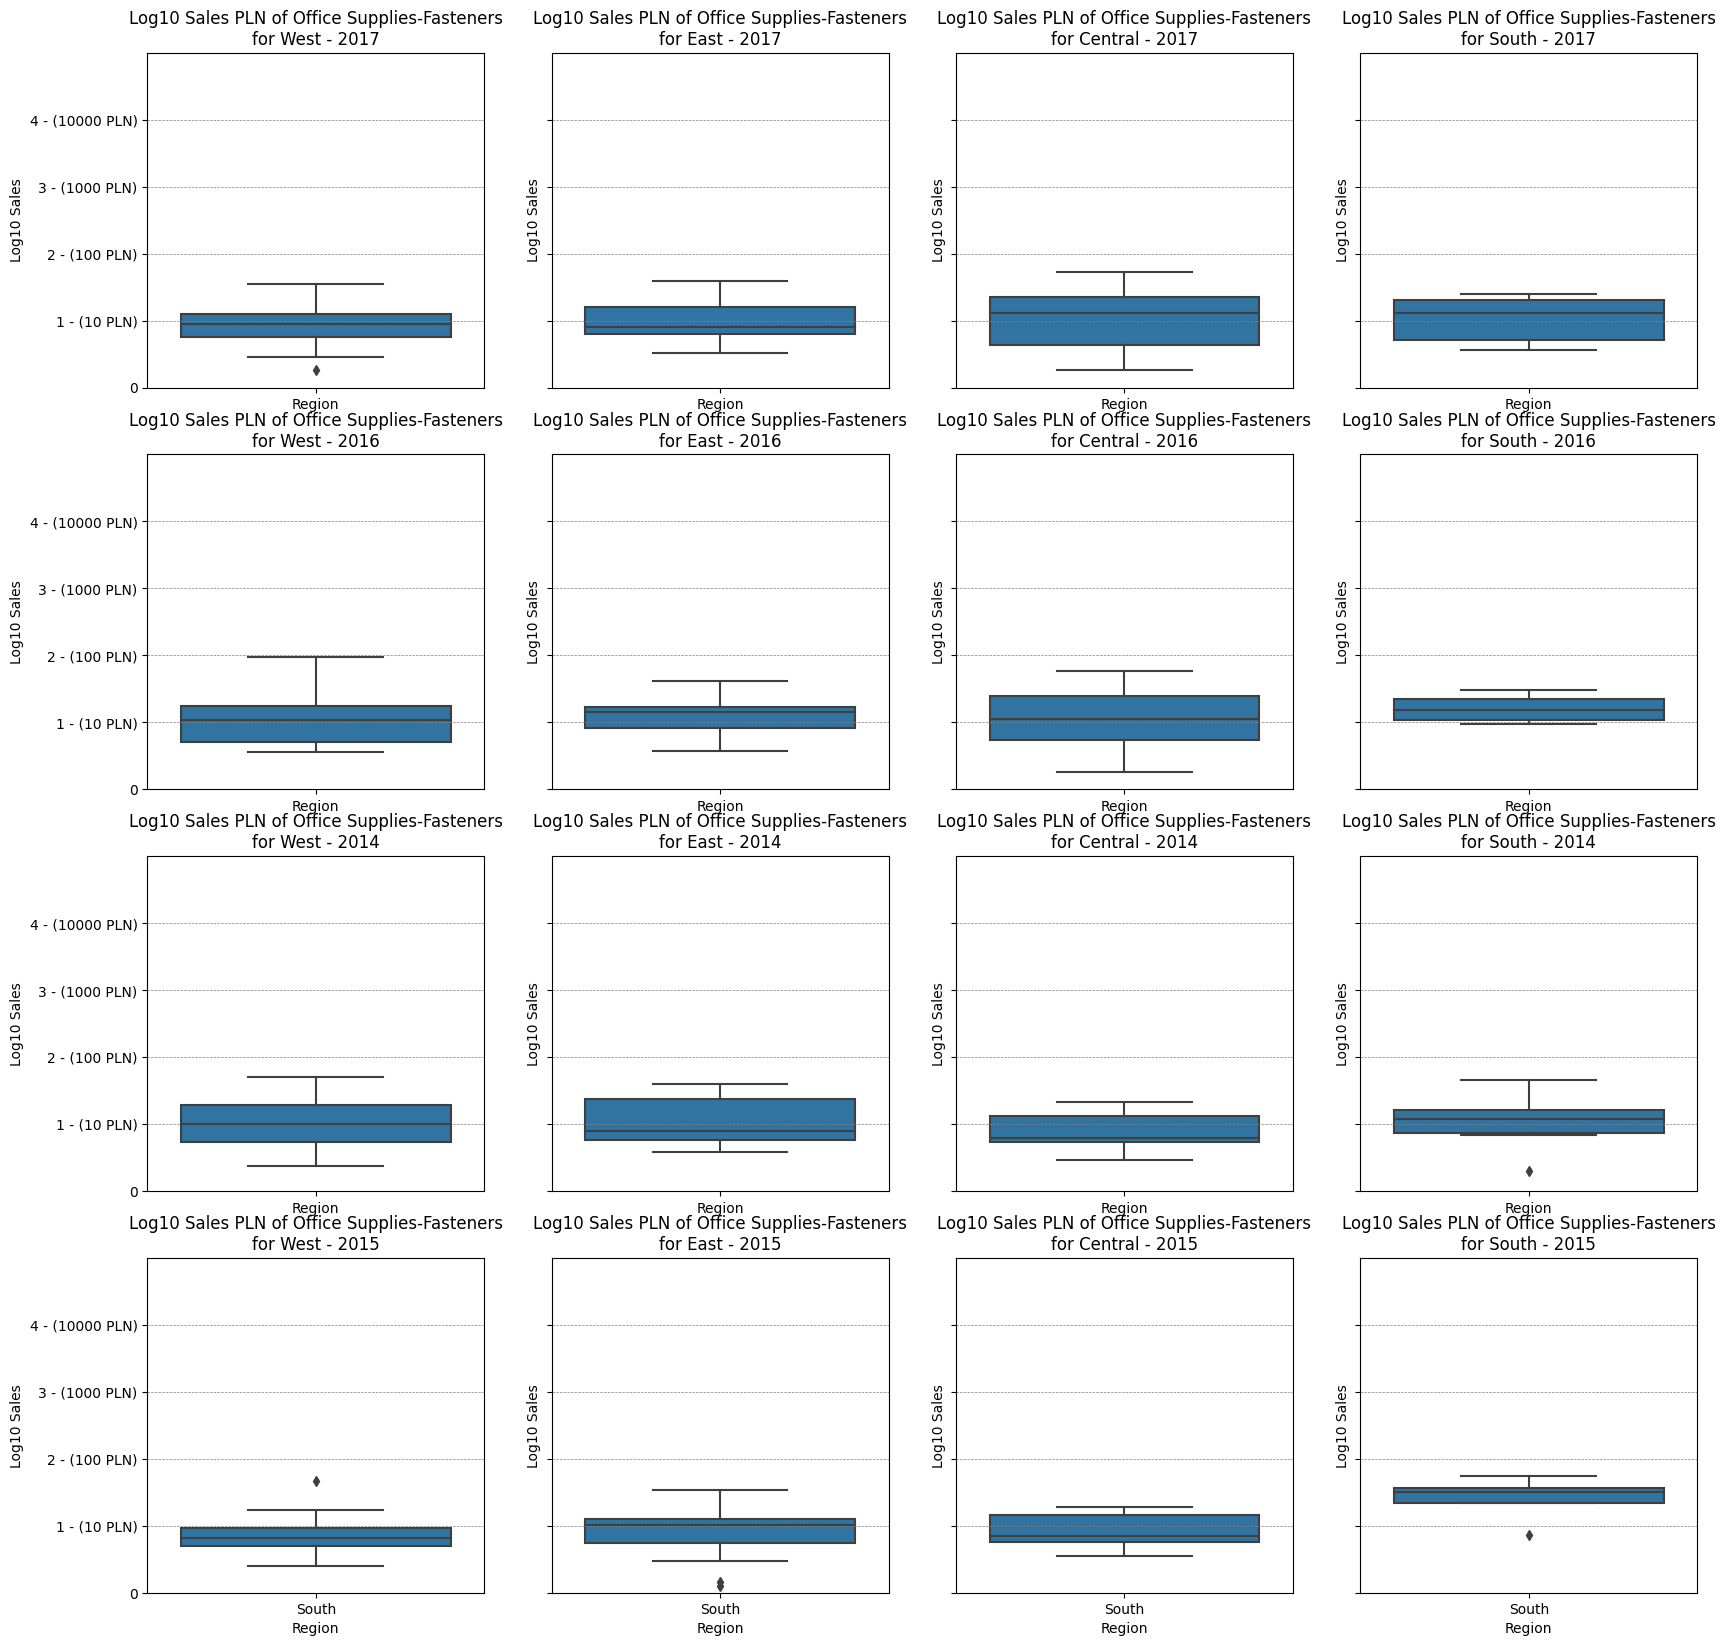 Log10 Sales PLN of Office Supplies-Fasteners
for West - 2017
Log10 Sales PLN of Office Supplies-Fasteners
for East - 2017
Log10 Sales PLN of Office Supplies-Fasteners
for Central - 2017
Log10 Sales PLN of Office Supplies-Fasteners
for South - 2017
4 - (10000 PLN)
3 - (1000 PLN)
2 - (100 PLN)
1 - (10 PLN)
0
Log10 Sales
Log10 Sales
Log10 Sales
Log10 Sales
Region
Region
Region
Region
Log10 Sales PLN of Office Supplies-Fasteners
for West - 2016
Log10 Sales PLN of Office Supplies-Fasteners
for East - 2016
Log10 Sales PLN of Office Supplies-Fasteners
for Central - 2016
Log10 Sales PLN of Office Supplies-Fasteners
for South - 2016
4 - (10000 PLN)
3 - (1000 PLN)
2 - (100 PLN)
1 - (10 PLN)
0
Log10 Sales
Log10 Sales
Log10 Sales
Log10 Sales
Region
Region
Region
Region
Log10 Sales PLN of Office Supplies-Fasteners
for West - 2014
Log10 Sales PLN of Office Supplies-Fasteners
for East - 2014
Log10 Sales PLN of Office Supplies-Fasteners
for Central - 2014
Log10 Sales PLN of Office Supplies-Fasteners
for South - 2014
4 - (10000 PLN)
3 - (1000 PLN)
2 - (100 PLN)
1 - (10 PLN)
0
Log10 Sales
Log10 Sales
Log10 Sales
Log10 Sales
Region
Region
Region
Region
Log10 Sales PLN of Office Supplies-Fasteners
for West - 2015
Log10 Sales PLN of Office Supplies-Fasteners
for East - 2015
Log10 Sales PLN of Office Supplies-Fasteners
for Central - 2015
Log10 Sales PLN of Office Supplies-Fasteners
for South - 2015
4 - (10000 PLN)
3 - (1000 PLN)
2 - (100 PLN)
1 - (10 PLN)
0
Log10 Sales
Log10 Sales
Log10 Sales
Log10 Sales
South
South
South
South
Region
Region
Region
Region